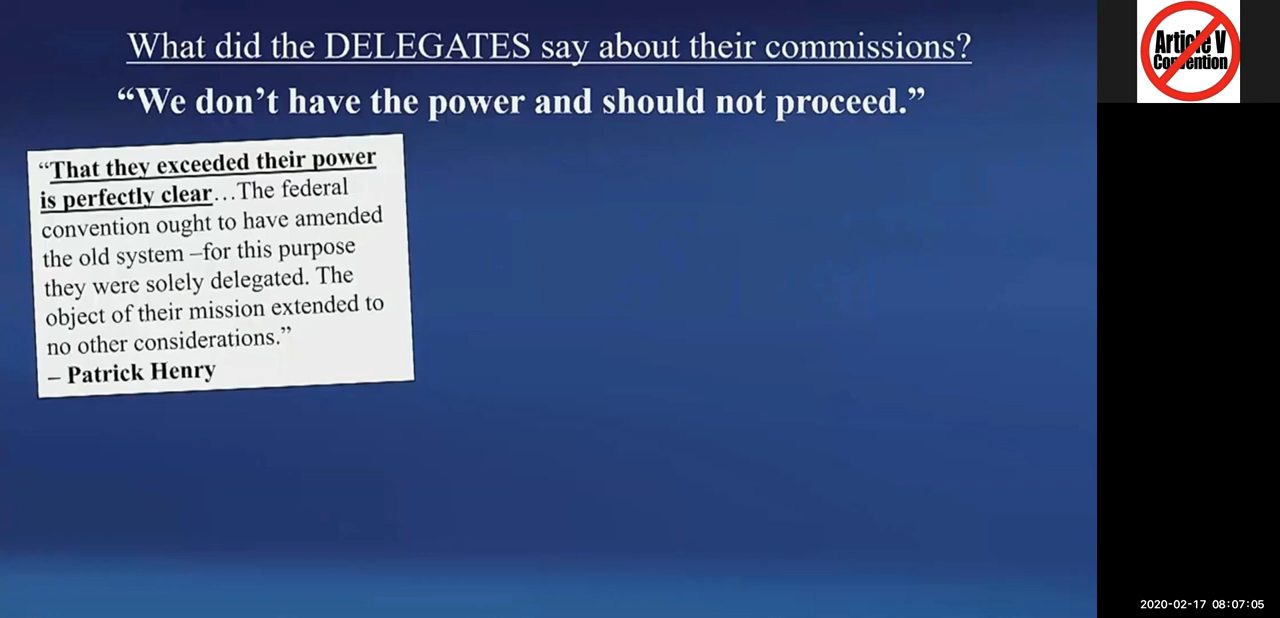 What did the DELEGATES say about their commissions?
“We don’t have the power and should not proceed.”
“That they exceeded their power
is perfectly clear…The federal
convention ought to have amended
the old system –for this purpose
they were solely delegated. The
object of their mission extended to
no other considerations.”
– Patrick Henry
Article V
Convention
2020-02-17 08:07:05